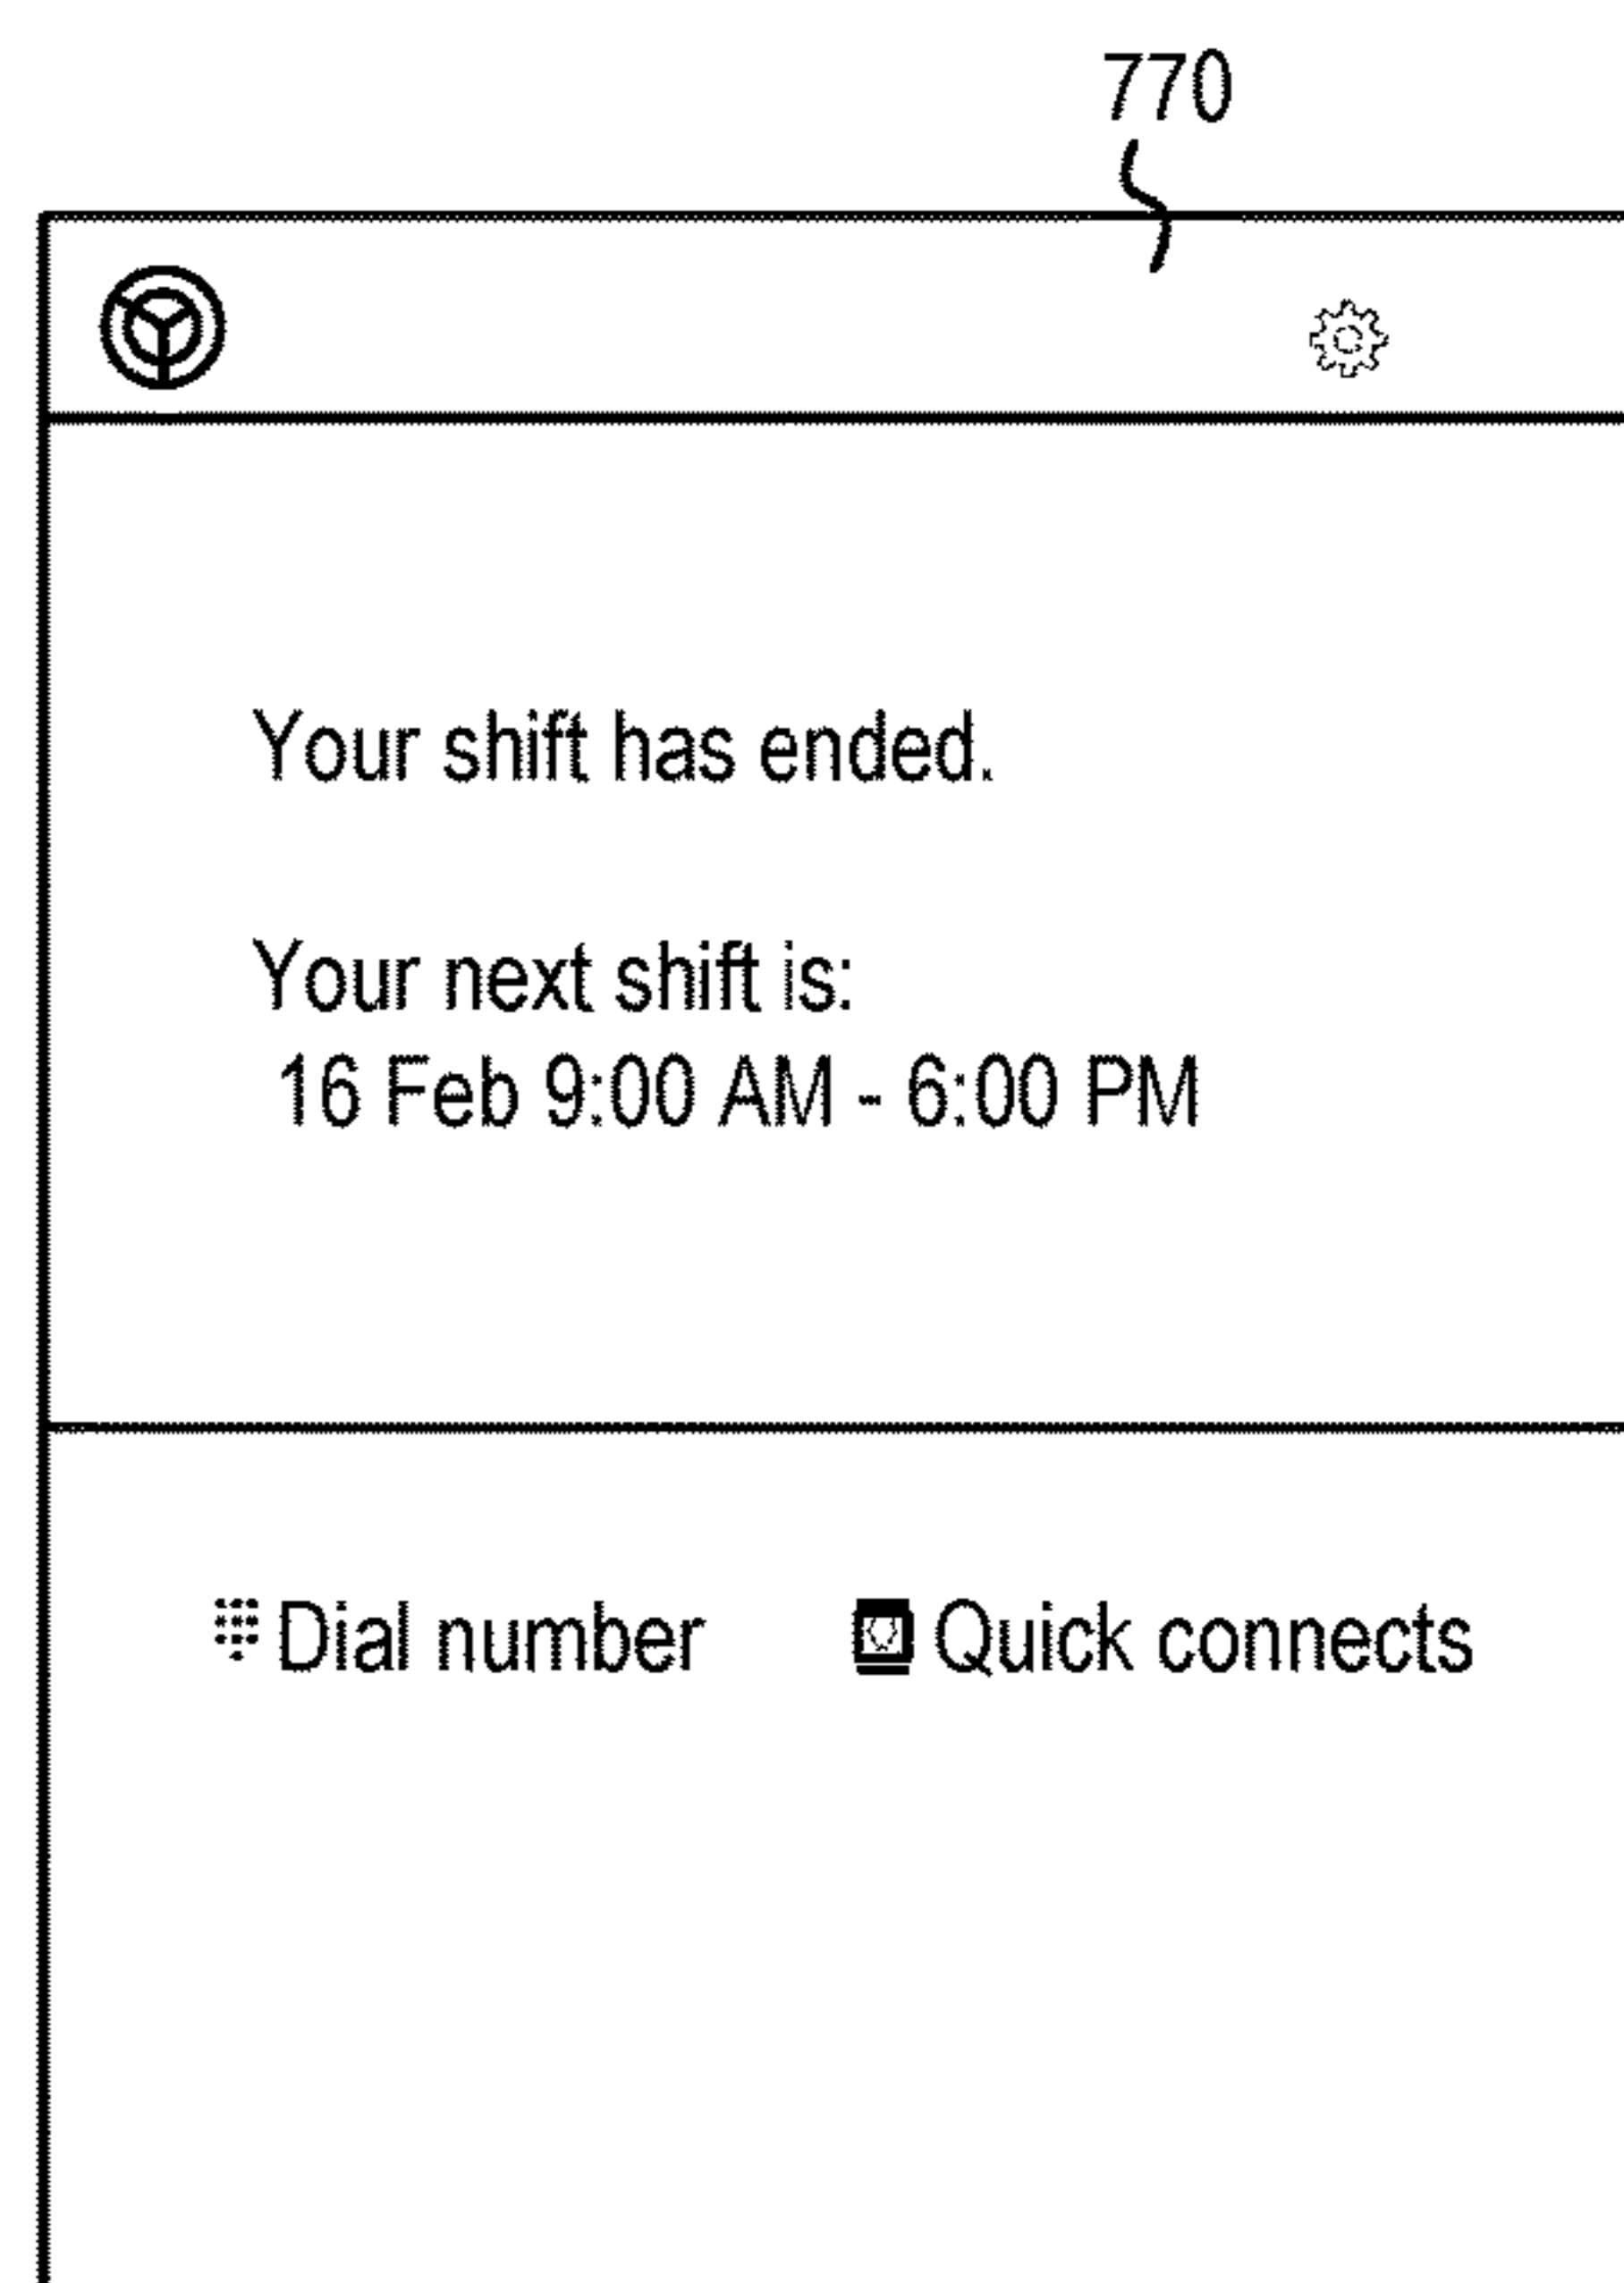 770
Your shift has ended.
Your next shift is:
16 Feb 9:00 AM - 6:00 PM
Dial number Quick connects